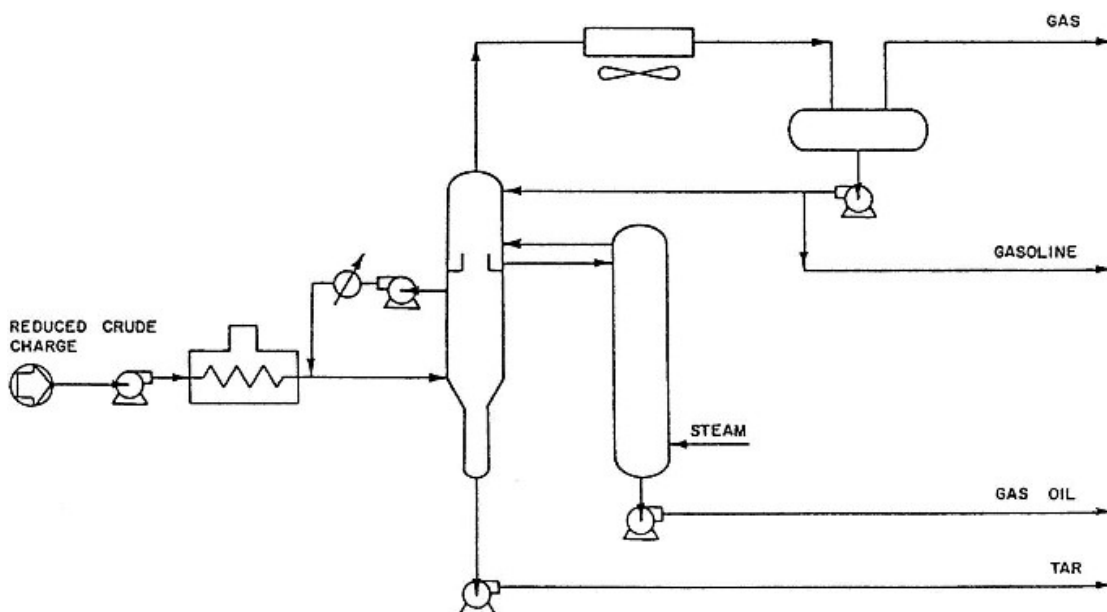 GAS
GASOLINE
REDUCED CRUDE
CHARGE
STEAM
GAS OIL
TAR